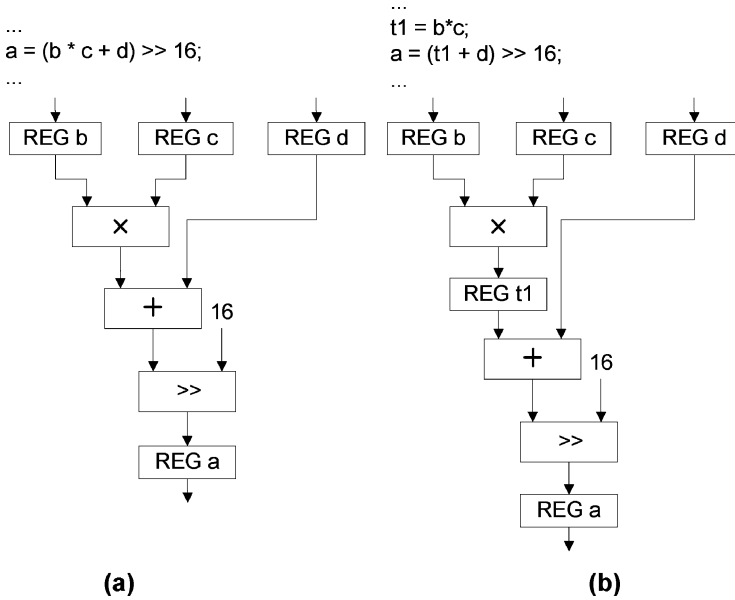 ...
a = (b * c + d) >> 16;
...
REG b
REG c
REG d
×
+
16
>>
REG a
(a)
...
t1 = b*c;
a = (t1 + d) >> 16;
...
REG b
REG c
REG d
×
REG t1
+
16
>>
REG a
(b)